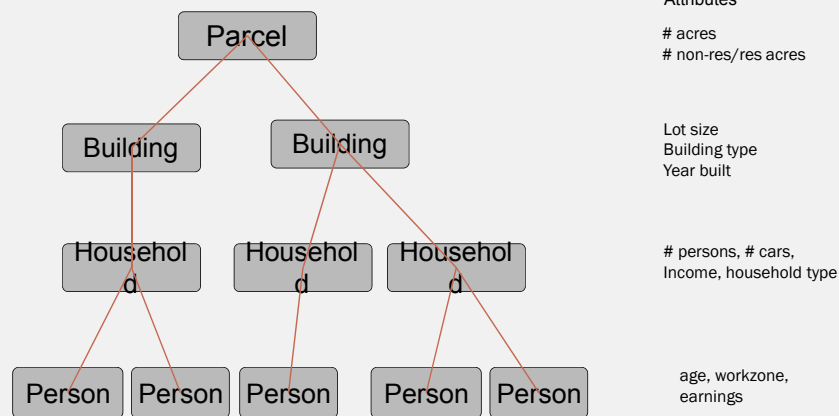 Attributes
Parcel
# acres
# non-res/res acres
Building
Building
Lot size
Building type
Year built
Househol
d
Househol
d
Househol
d
# persons, # cars,
Income, household type
Person
Person
Person
Person
Person
age, workzone,
earnings